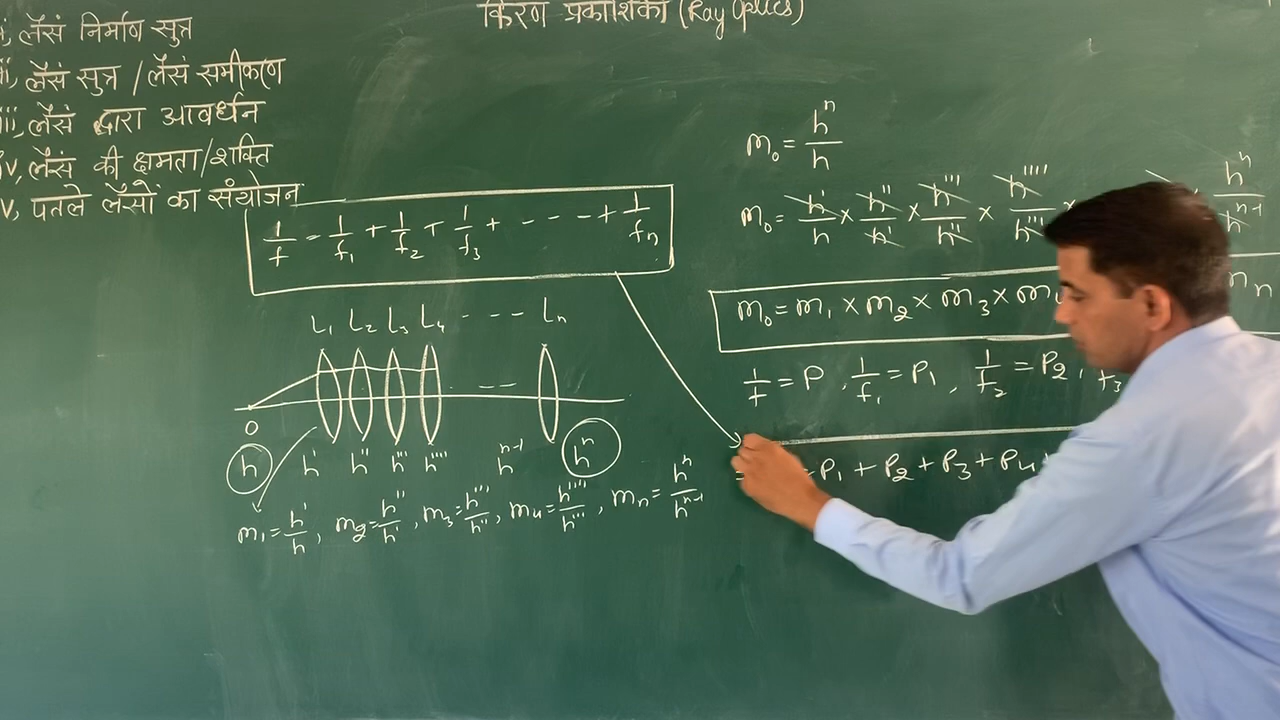 किरण प्रकाशिकी (Ray Optics)
i, लेंस निर्माण सुत्र
ii, लेंस सुत्र / लेंस समीकरण
iii, लेंस द्वारा आवर्धन
iv, लेंस की क्षमता/शक्ति
v, पतले लेंसों का संयोजन
1/f = 1/f₁ + 1/f₂ + 1/f₃ + - - - - + 1/fₙ
L₁ L₂ L₃ L₄ - - - Lₙ
- -
O
h h' h'' h''' h'''' hⁿ⁻¹ hⁿ
m₁ = h'/h, m₂ = h''/h', m₃ = h'''/h'', m₄ = h''''/h''', mₙ = hⁿ/hⁿ⁻¹
m₀ = hⁿ/h
m₀ = h'/h × h''/h' × h'''/h'' × h''''/h''' × hⁿ/hⁿ⁻¹
m₀ = m₁ × m₂ × m₃ × m₄
1/f = P, 1/f₁ = P₁, 1/f₂ = P₂, 1/f₃
= P₁ + P₂ + P₃ + P₄